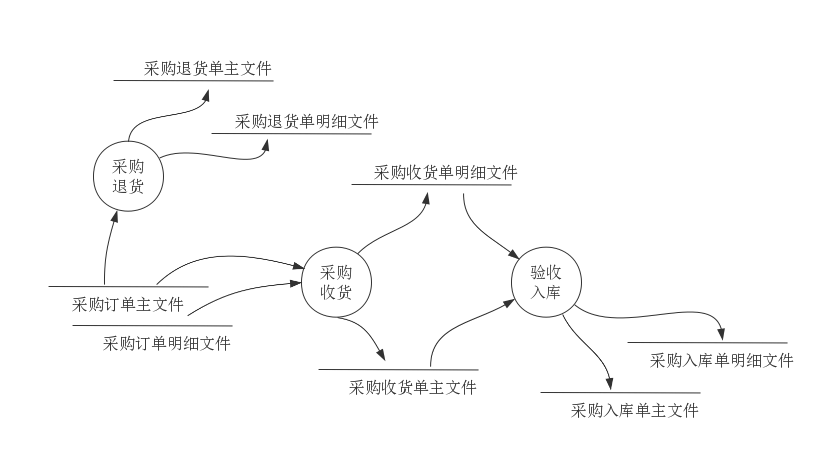 采购退货单主文件
采购退货单明细文件
采购
退货
采购收货单明细文件
采购
收货
验收
入库
采购订单主文件
采购订单明细文件
采购入库单明细文件
采购收货单主文件
采购入库单主文件